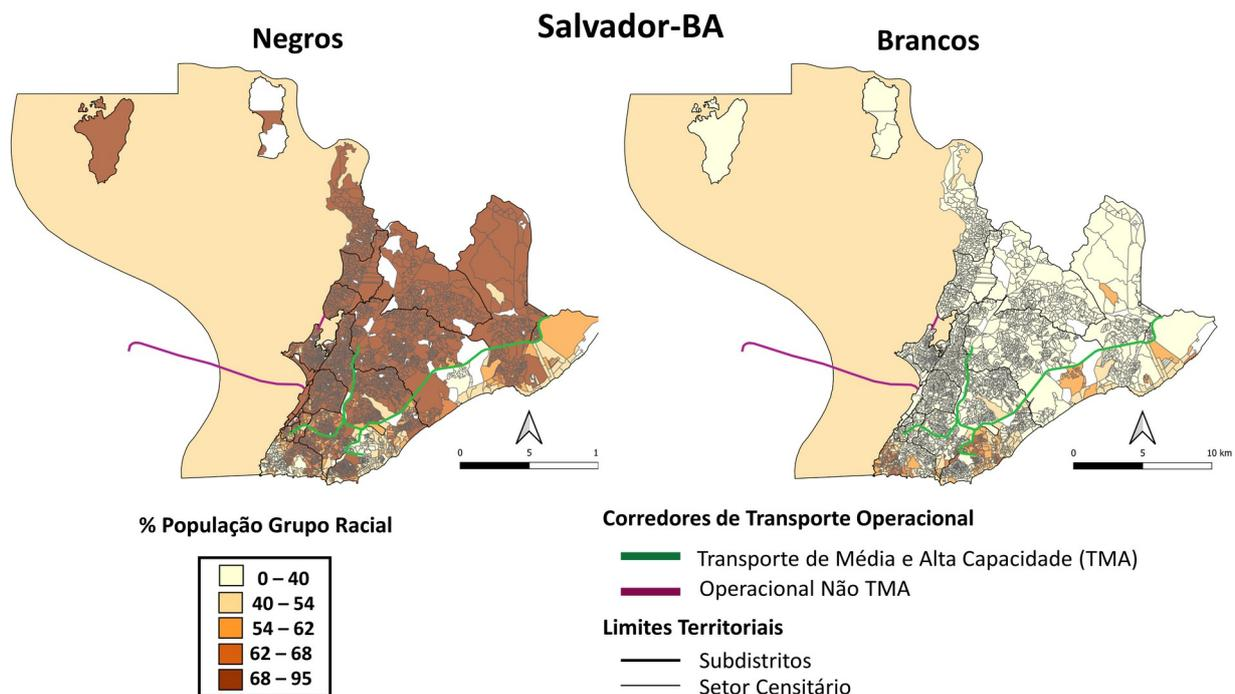 Salvador-BA
Negros
Brancos
0 5 1
0 5 10 km
% População Grupo Racial
0 – 40
40 – 54
54 – 62
62 – 68
68 – 95
Corredores de Transporte Operacional
Transporte de Média e Alta Capacidade (TMA)
Operacional Não TMA
Limites Territoriais
Subdistritos
Setor Censitário